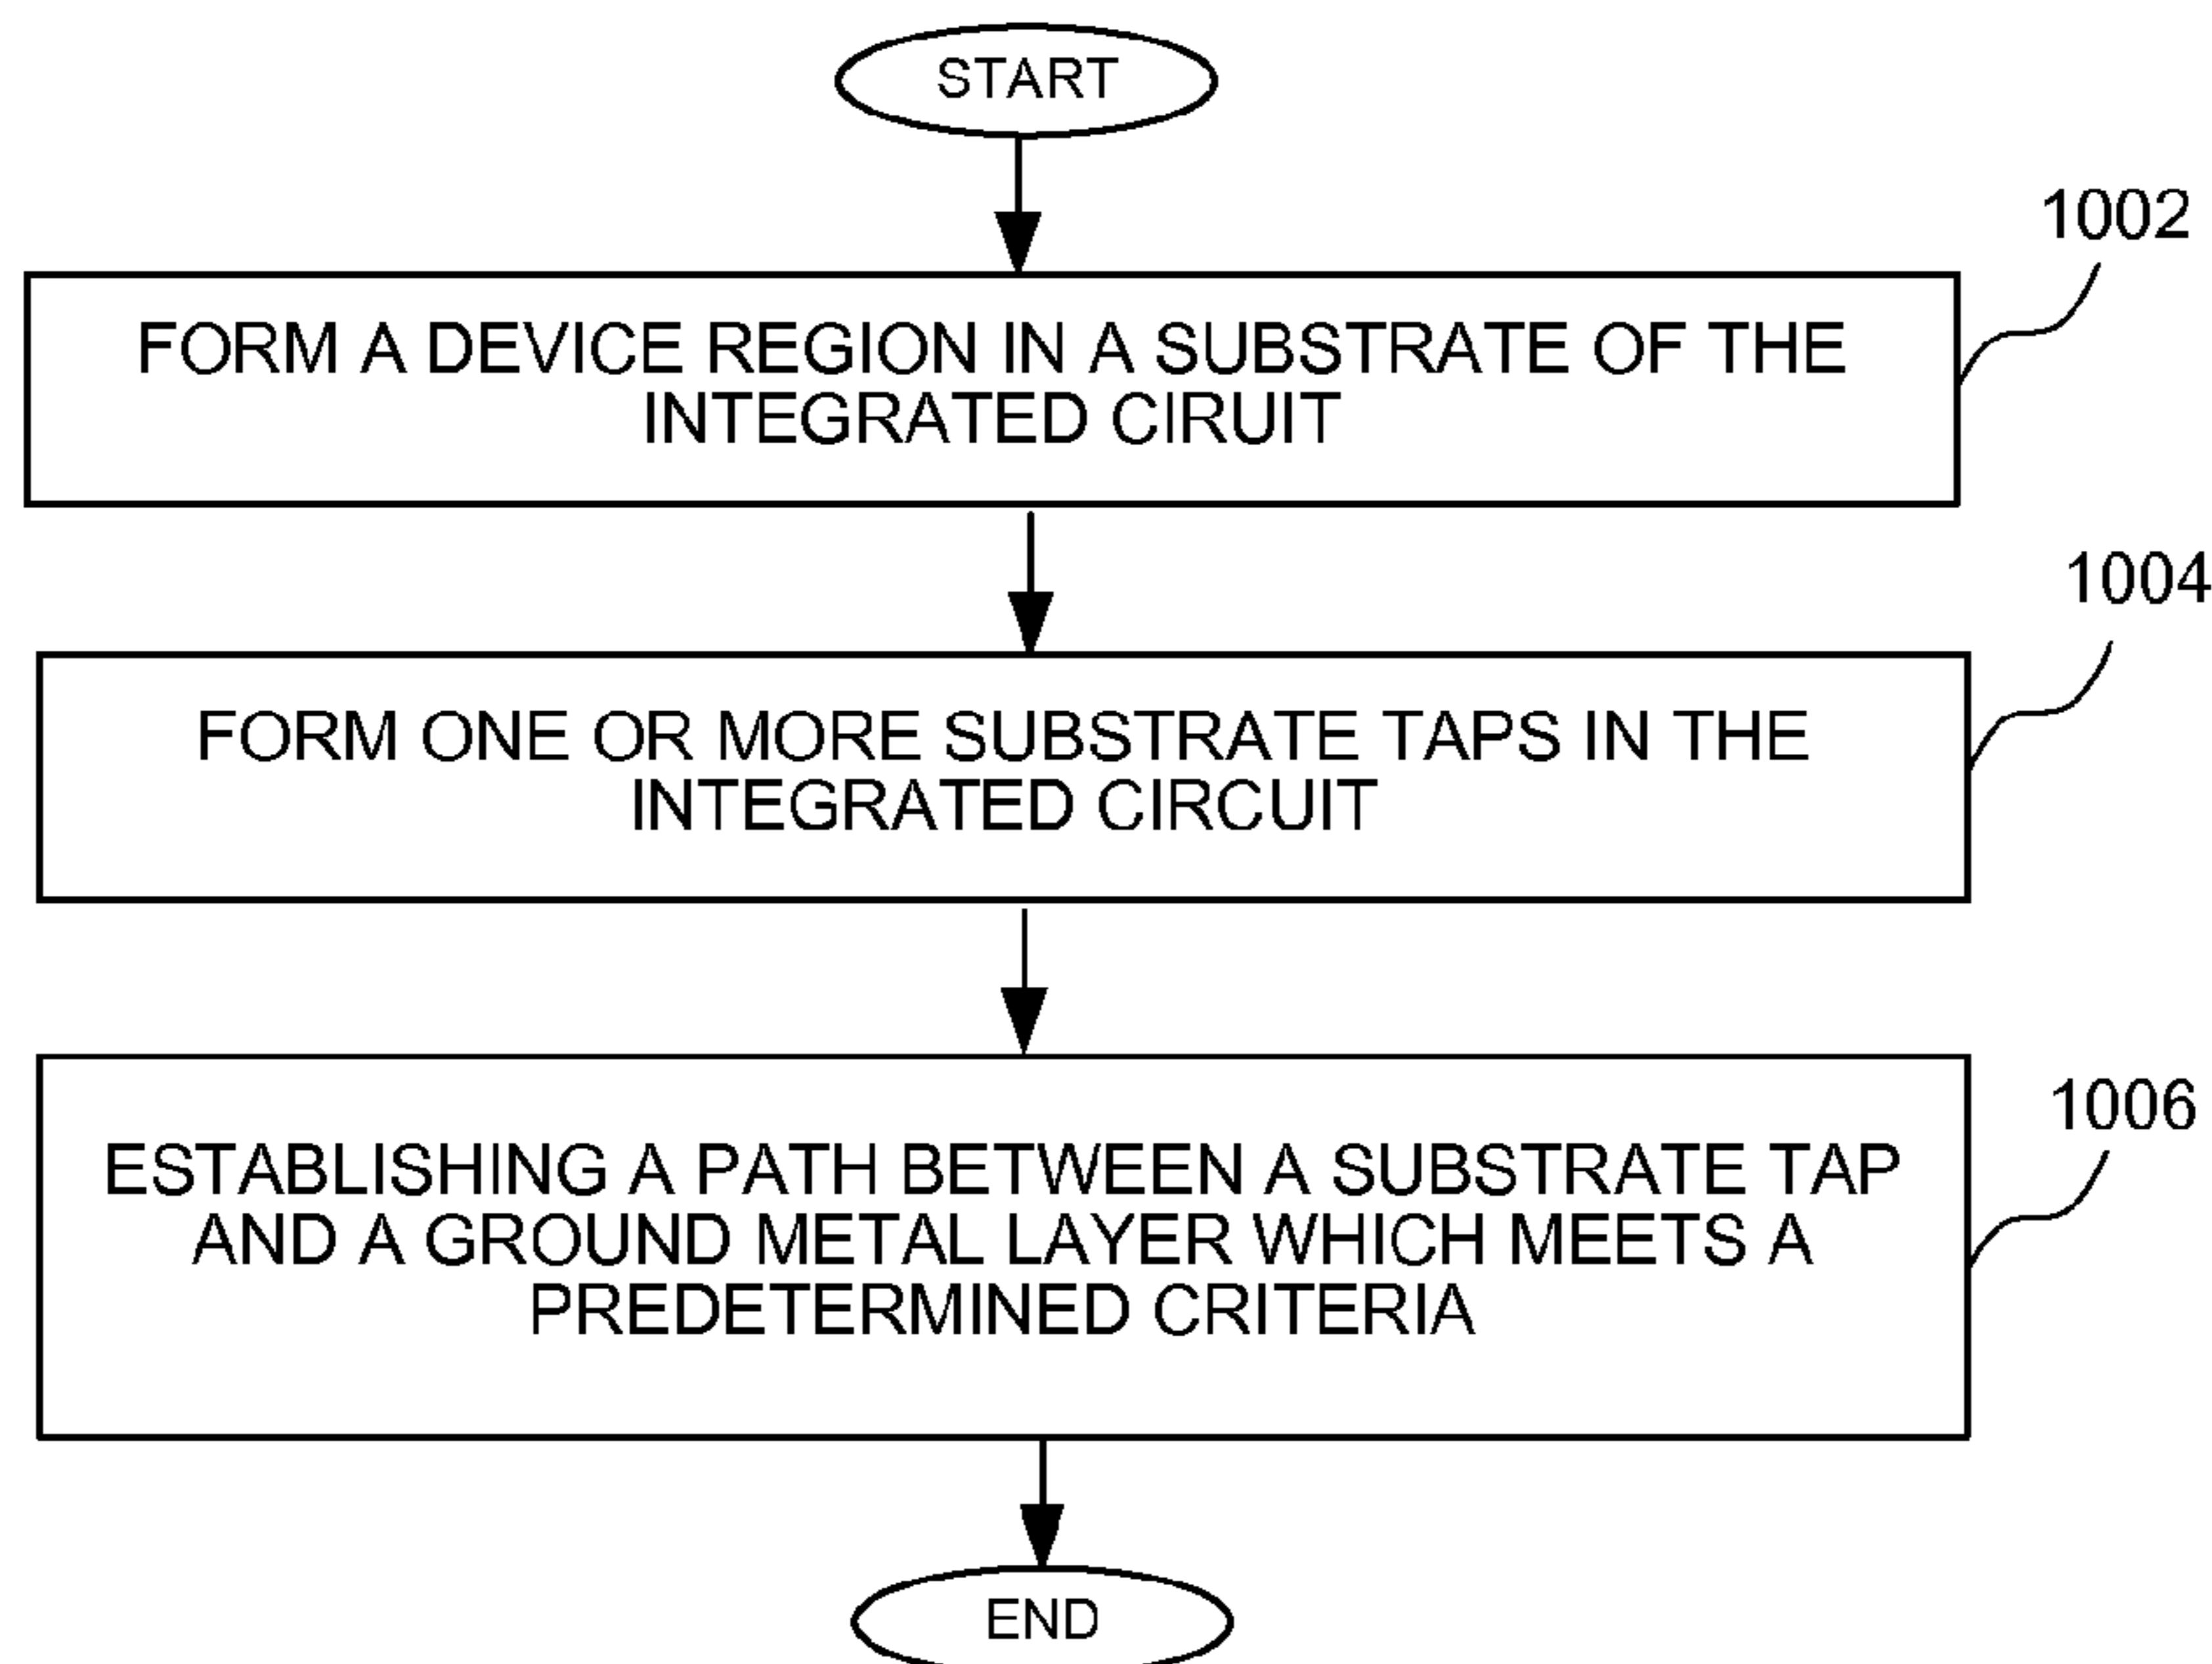 START
1002
FORM A DEVICE REGION IN A SUBSTRATE OF THE
INTEGRATED CIRUIT
1004
FORM ONE OR MORE SUBSTRATE TAPS IN THE
INTEGRATED CIRCUIT
1006
ESTABLISHING A PATH BETWEEN A SUBSTRATE TAP
AND A GROUND METAL LAYER WHICH MEETS A
PREDETERMINED CRITERIA
END